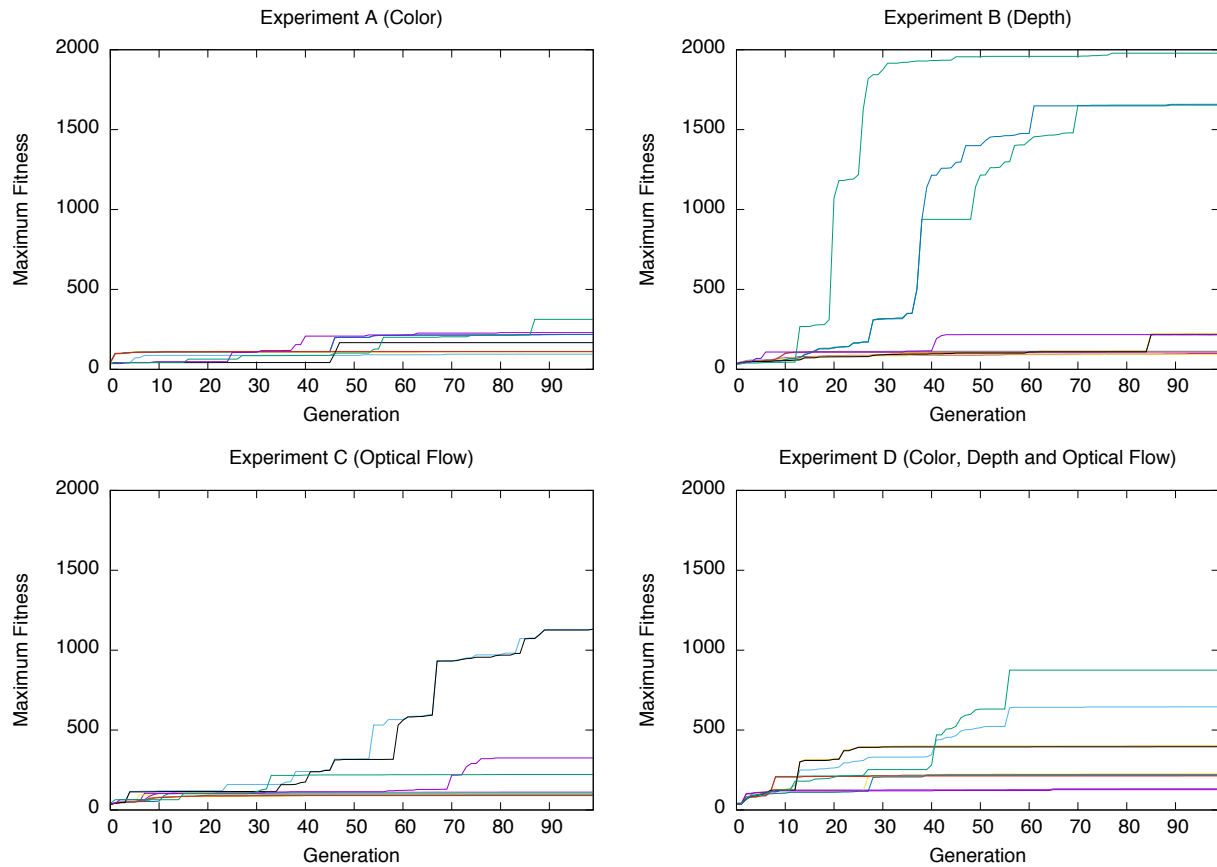 Experiment A (Color)
2000
1500
1000
500
0
Maximum Fitness
0 10 20 30 40 50 60 70 80 90
Generation
Experiment B (Depth)
2000
1500
1000
500
0
Maximum Fitness
0 10 20 30 40 50 60 70 80 90
Generation
Experiment C (Optical Flow)
2000
1500
1000
500
0
Maximum Fitness
0 10 20 30 40 50 60 70 80 90
Generation
Experiment D (Color, Depth and Optical Flow)
2000
1500
1000
500
0
Maximum Fitness
0 10 20 30 40 50 60 70 80 90
Generation